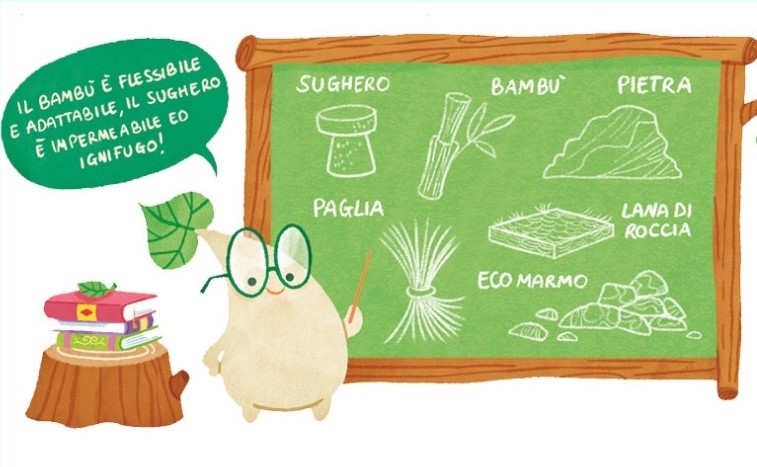 IL BAMBÙ È FLESSIBILE
E ADATTABILE, IL SUGHERO
È IMPERMEABILE ED
IGNIFUGO!
SUGHERO
BAMBÙ
PIETRA
PAGLIA
LANA DI
ROCCIA
ECO MARMO